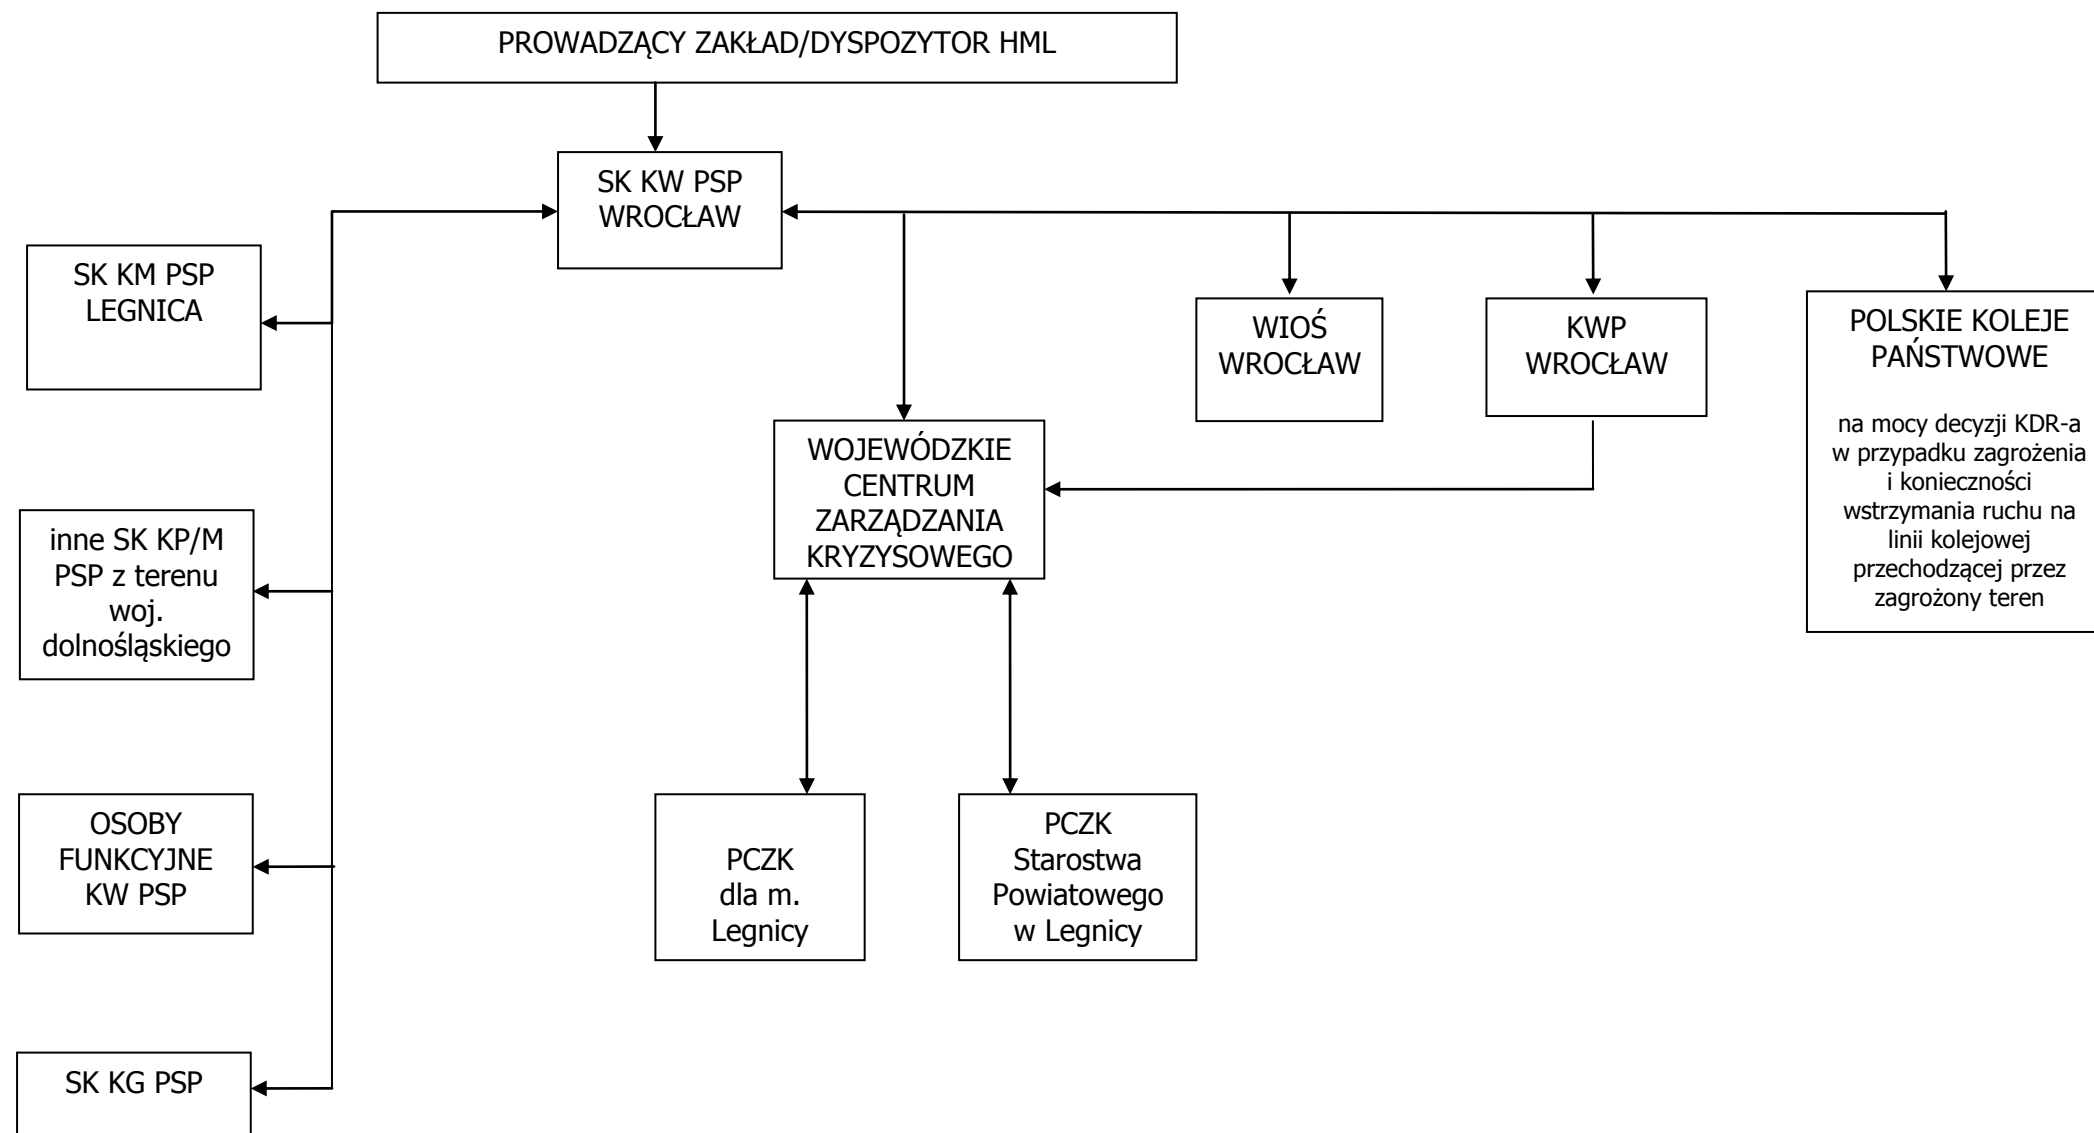 PROWADZĄCY ZAKŁAD/DYSPOZYTOR HML
SK KW PSP
WROCŁAW
SK KM PSP
LEGNICA
WIOŚ
WROCŁAW
KWP
WROCŁAW
POLSKIE KOLEJE
PAŃSTWOWE
na mocy decyzji KDR-a
w przypadku zagrożenia
i konieczności
wstrzymania ruchu na
linii kolejowej
przechodzącej przez
zagrożony teren
WOJEWÓDZKIE
CENTRUM
ZARZĄDZANIA
KRYZYSOWEGO
inne SK KP/M
PSP z terenu
woj.
dolnośląskiego
OSOBY
FUNKCYJNE
KW PSP
PCZK
dla m.
Legnicy
PCZK
Starostwa
Powiatowego
w Legnicy
SK KG PSP